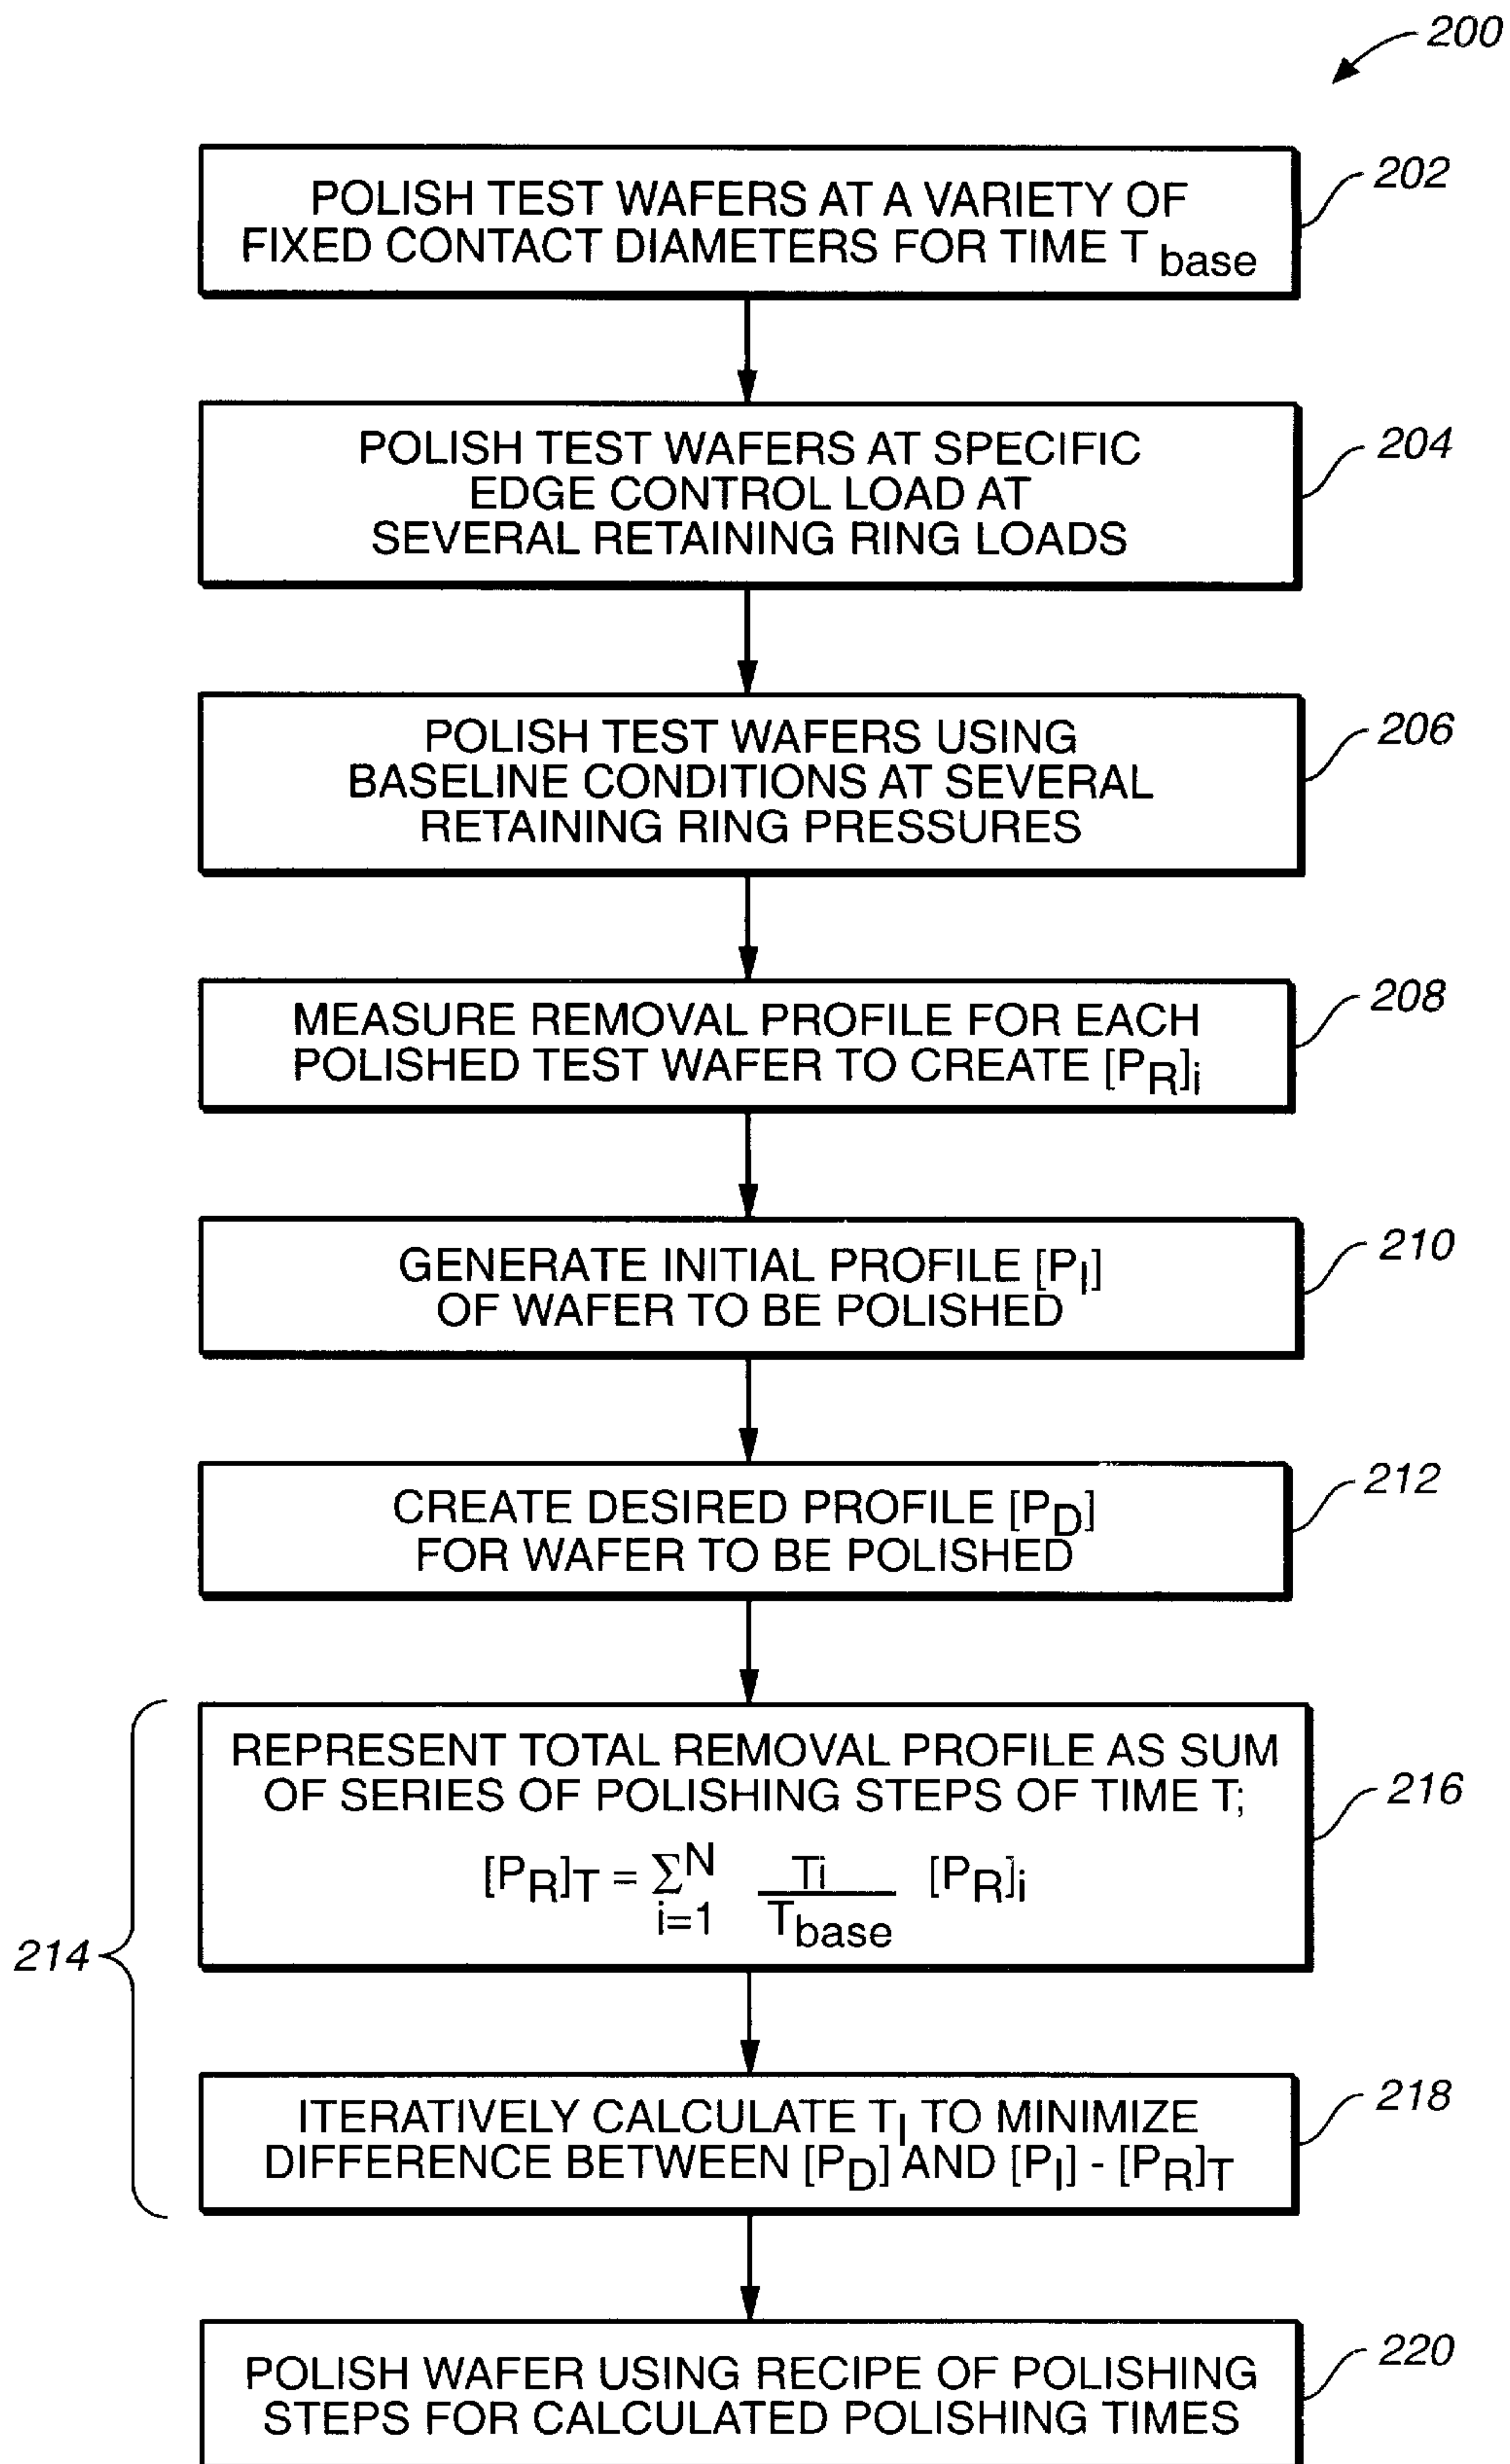 200
POLISH TEST WAFERS AT A VARIETY OF
FIXED CONTACT DIAMETERS FOR TIME T base
202
POLISH TEST WAFERS AT SPECIFIC
EDGE CONTROL LOAD AT
SEVERAL RETAINING RING LOADS
204
POLISH TEST WAFERS USING
BASELINE CONDITIONS AT SEVERAL
RETAINING RING PRESSURES
206
MEASURE REMOVAL PROFILE FOR EACH
POLISHED TEST WAFER TO CREATE [PR]i
208
GENERATE INITIAL PROFILE [PI]
OF WAFER TO BE POLISHED
210
CREATE DESIRED PROFILE [PD]
FOR WAFER TO BE POLISHED
212
214
REPRESENT TOTAL REMOVAL PROFILE AS SUM
OF SERIES OF POLISHING STEPS OF TIME T;
[PR]T = ΣN i=1 Ti / Tbase [PR]i
216
ITERATIVELY CALCULATE TI TO MINIMIZE
DIFFERENCE BETWEEN [PD] AND [PI] - [PR]T
218
POLISH WAFER USING RECIPE OF POLISHING
STEPS FOR CALCULATED POLISHING TIMES
220